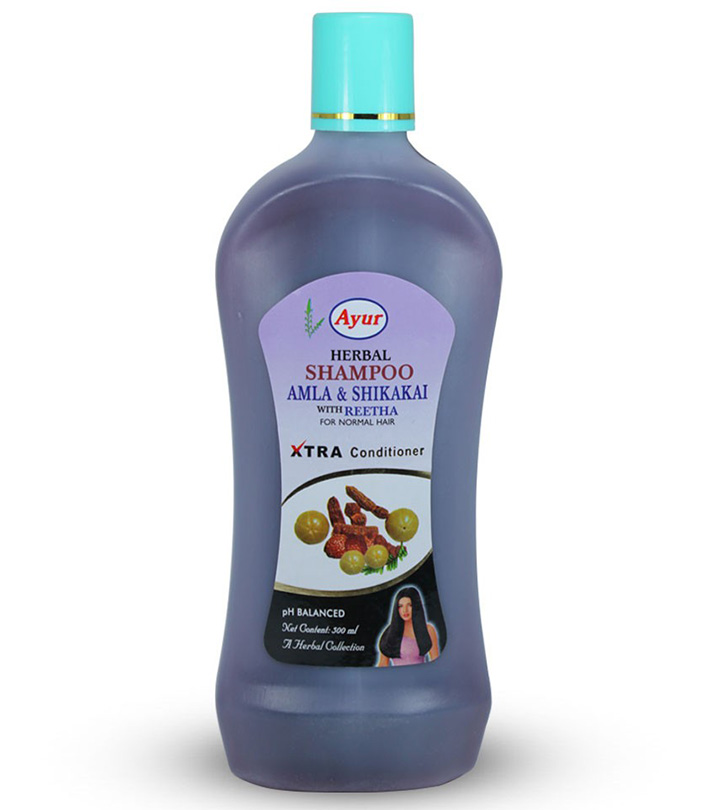 Ayur
HERBAL
SHAMPOO
AMLA & SHIKAKAI
WITH REETHA
FOR NORMAL HAIR
XTRA Conditioner
pH BALANCED
Net Content: 500 ml
A Herbal Collection